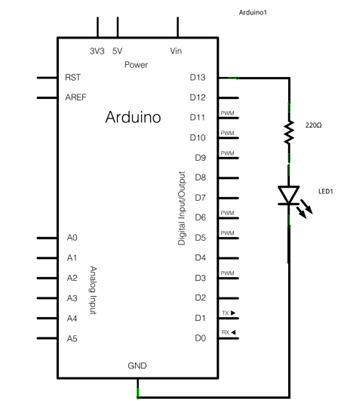 Arduino1
3V3 5V Vin
Power
RST D13
AREF D12
Arduino
D11 PWM
D10 PWM
D9 PWM
D8
D7
D6 PWM
D5 PWM
D4
D3 PWM
D2
D1 TX ▶
D0 RX ◀
Digital Input/Output
A0
A1
A2
A3
A4
A5
Analog Input
GND
220Ω
LED1